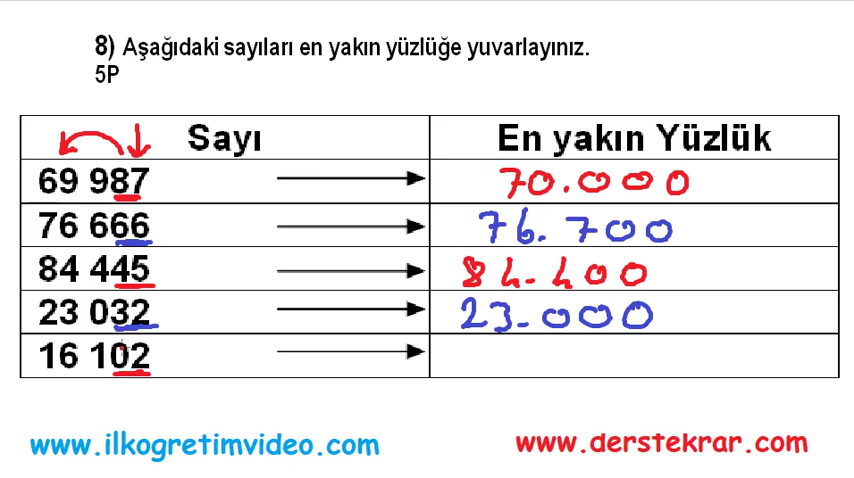 8) Aşağıdaki sayıları en yakın yüzlüğe yuvarlayınız.
5P
Sayı En yakın Yüzlük
69 987 70.000
76 666 76.700
84 445 84.400
23 032 23.000
16 102
www.ilkogretimvideo.com www.derstekrar.com